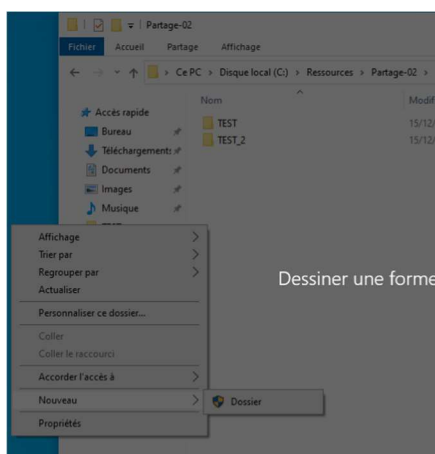 Partage-02
Fichier Accueil Partage Affichage
Ce PC > Disque local (C:) > Ressources > Partage-02 >
Nom
Accès rapide
Bureau
TEST 15/12/
Téléchargements
TEST_2 15/12/
Documents
Images
Musique
Affichage
Trier par
Regrouper par
Actualiser
Dessiner une forme
Personnaliser ce dossier...
Coller
Coller le raccourci
Accorder l'accès à
Nouveau
Dossier
Propriétés